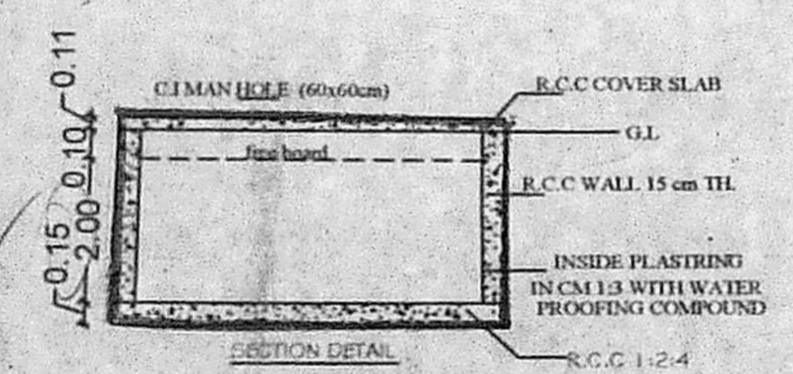 C.I MAN HOLE (60x60cm)
R.C.C COVER SLAB
G.L
free board
R.C.C WALL 15 cm TH.
INSIDE PLASTRING
IN CM 1:3 WITH WATER
PROOFING COMPOUND
R.C.C 1:2:4
SECTION DETAIL
0.11
0.10
2.00
0.15